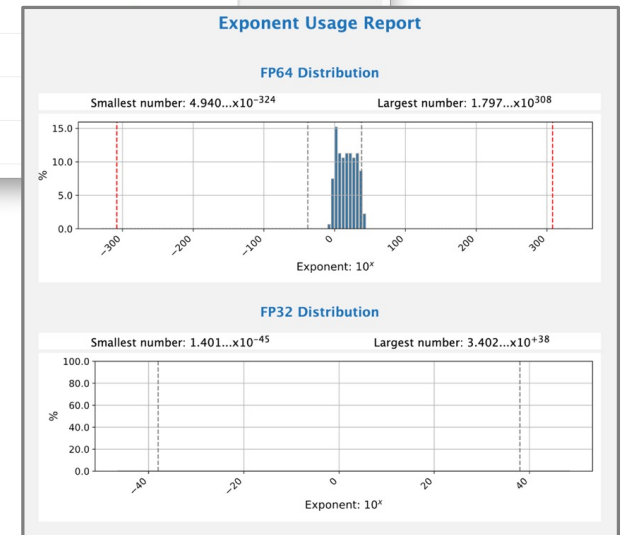 Exponent Usage Report
FP64 Distribution
Smallest number: 4.940...x10⁻³²⁴ Largest number: 1.797...x10³⁰⁸
15.0
10.0
5.0
0.0
%
−300 −200 −100 0 100 200 300
Exponent: 10ˣ
FP32 Distribution
Smallest number: 1.401...x10⁻⁴⁵ Largest number: 3.402...x10⁺³⁸
100.0
80.0
60.0
40.0
20.0
0.0
%
−40 −20 0 20 40
Exponent: 10ˣ